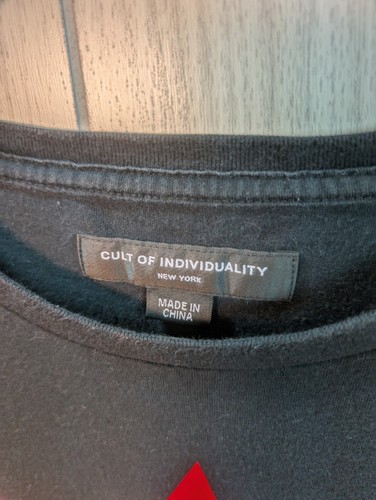 CULT OF INDIVIDUALITY
NEW YORK
MADE IN
CHINA